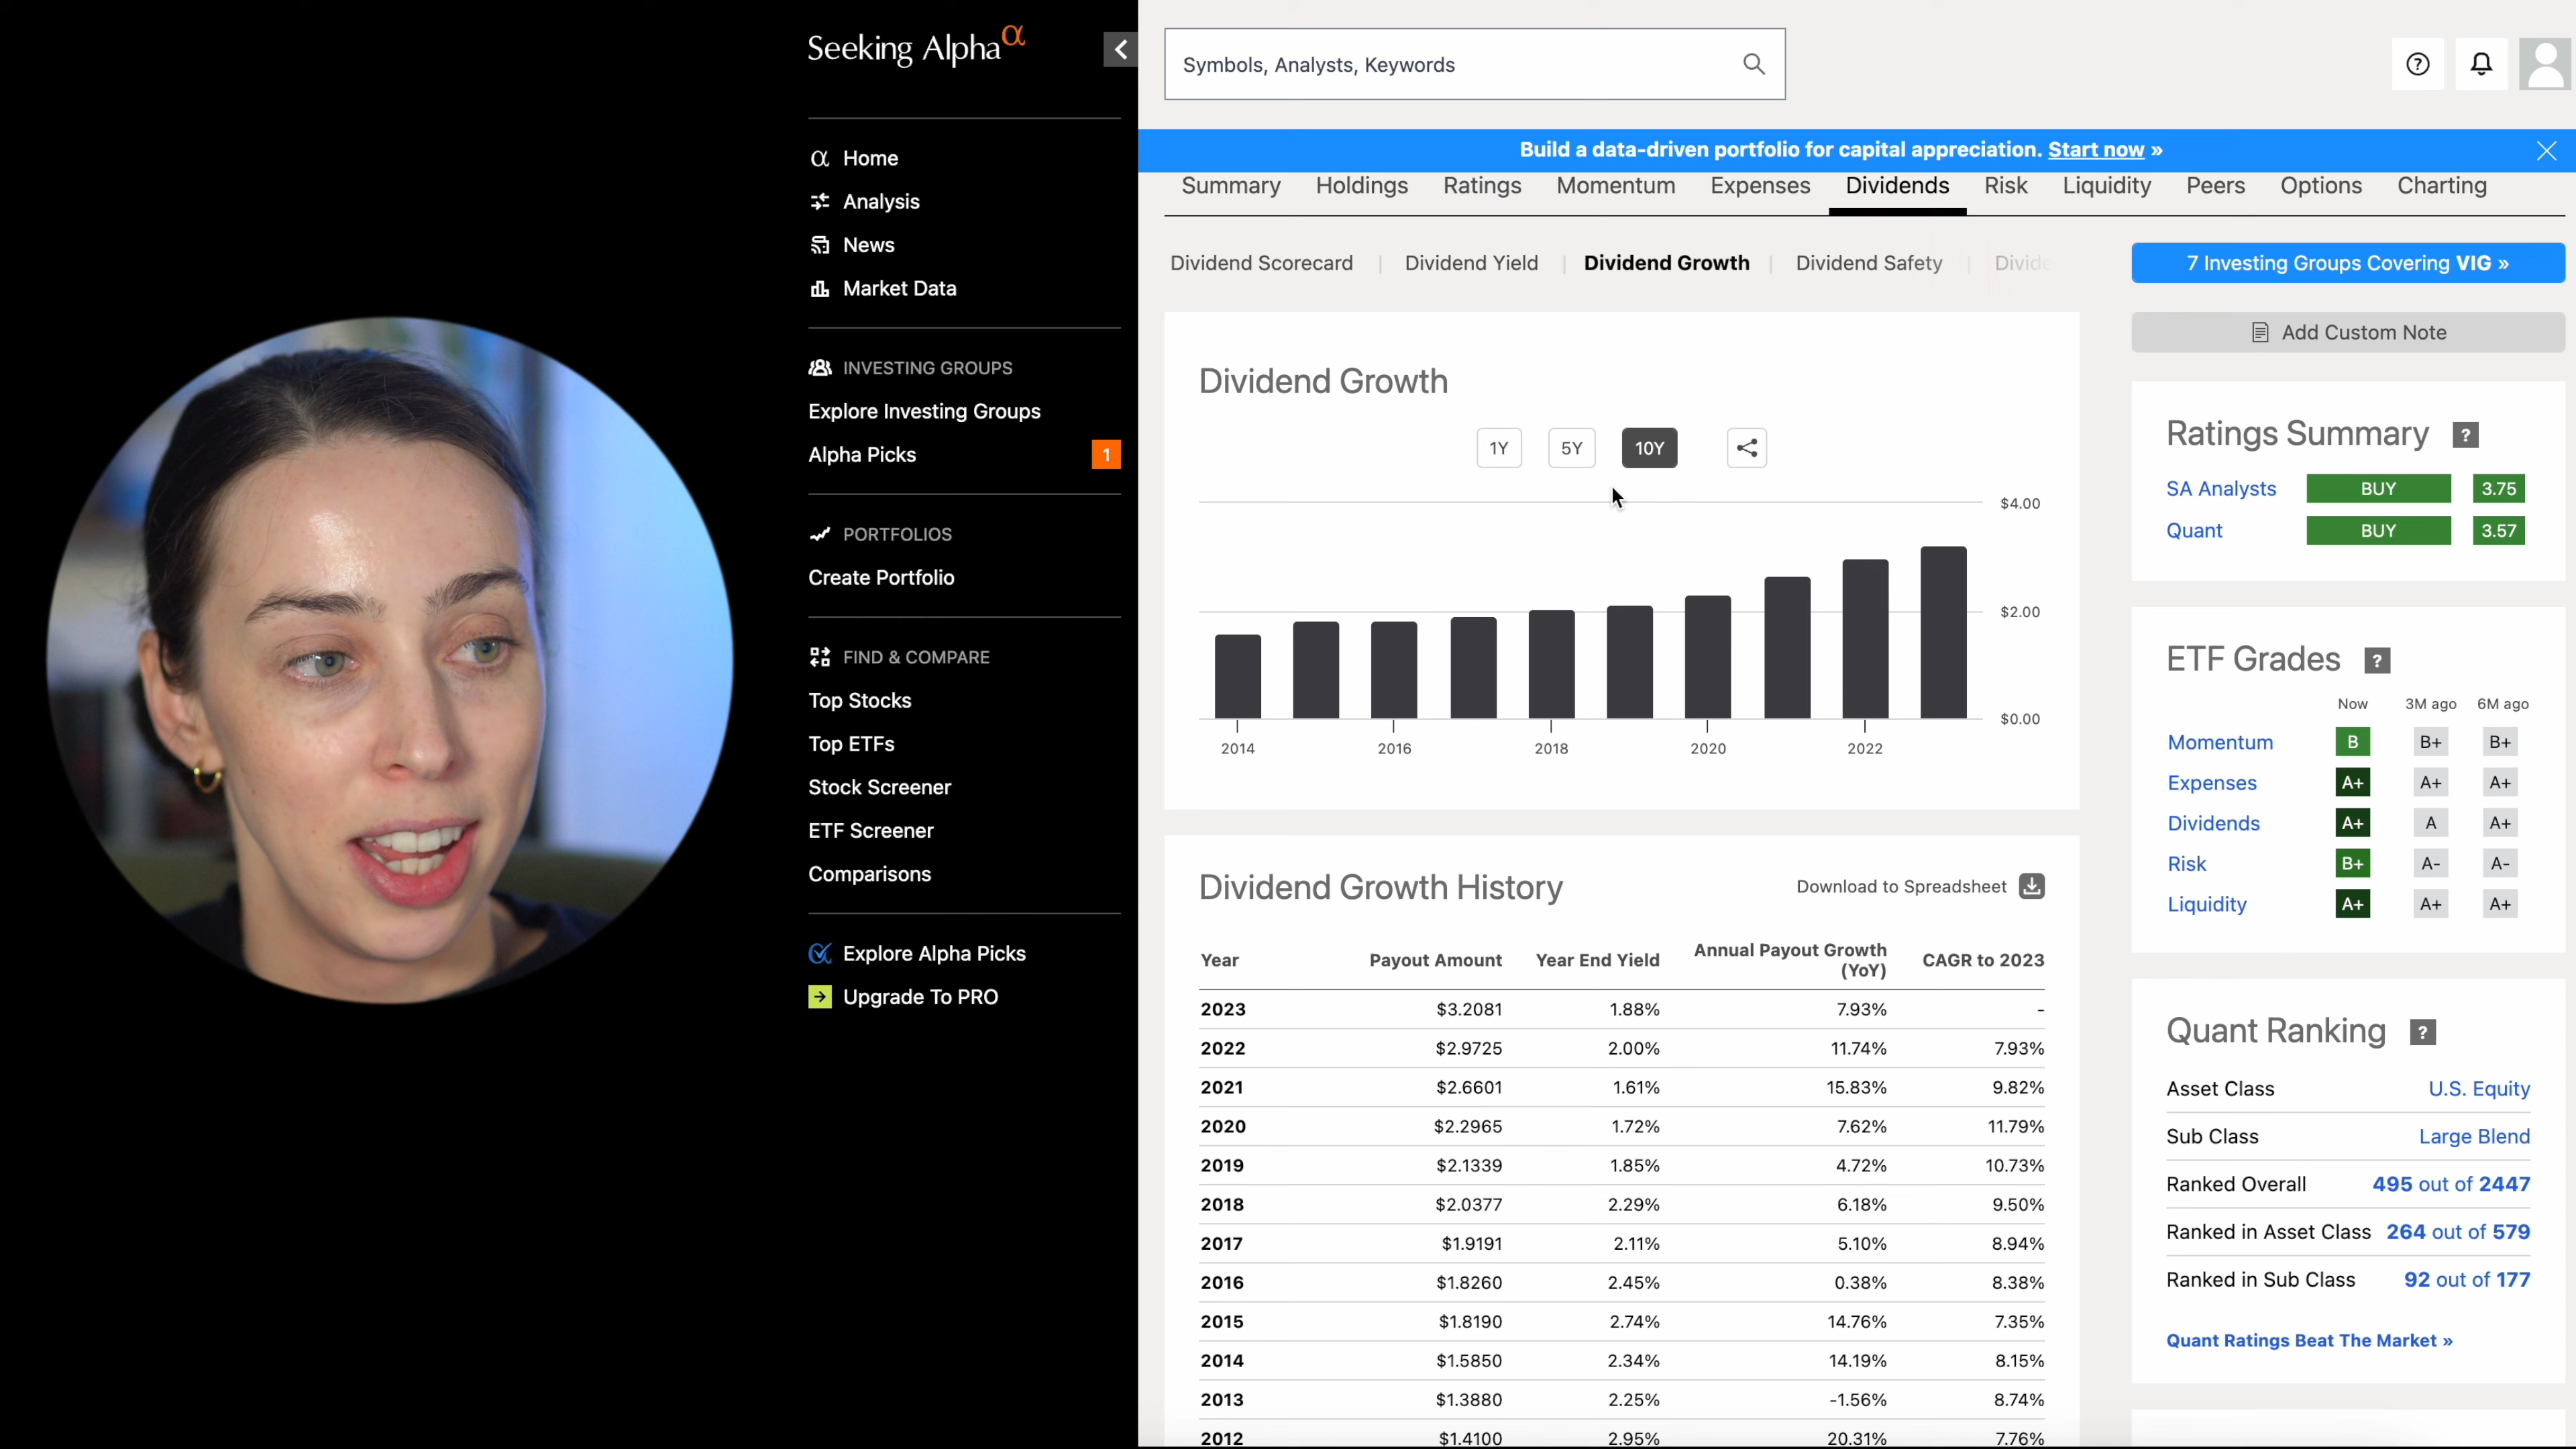 Seeking Alpha α
Home
Analysis
News
Market Data
INVESTING GROUPS
Explore Investing Groups
Alpha Picks 1
PORTFOLIOS
Create Portfolio
FIND & COMPARE
Top Stocks
Top ETFs
Stock Screener
ETF Screener
Comparisons
Explore Alpha Picks
Upgrade To PRO
Symbols, Analysts, Keywords
Build a data-driven portfolio for capital appreciation. Start now »
Summary Holdings Ratings Momentum Expenses Dividends Risk Liquidity Peers Options Charting
Dividend Scorecard | Dividend Yield | Dividend Growth | Dividend Safety |
Dividend Growth
1Y 5Y 10Y
$4.00
$2.00
$0.00
2014 2016 2018 2020 2022
Dividend Growth History
Download to Spreadsheet
Year Payout Amount Year End Yield Annual Payout Growth (YoY) CAGR to 2023
2023 $3.2081 1.88% 7.93% -
2022 $2.9725 2.00% 11.74% 7.93%
2021 $2.6601 1.61% 15.83% 9.82%
2020 $2.2965 1.72% 7.62% 11.79%
2019 $2.1339 1.85% 4.72% 10.73%
2018 $2.0377 2.29% 6.18% 9.50%
2017 $1.9191 2.11% 5.10% 8.94%
2016 $1.8260 2.45% 0.38% 8.38%
2015 $1.8190 2.74% 14.76% 7.35%
2014 $1.5850 2.34% 14.19% 8.15%
2013 $1.3880 2.25% -1.56% 8.74%
2012 $1.4100 2.95% 20.31% 7.76%
7 Investing Groups Covering VIG »
Add Custom Note
Ratings Summary ?
SA Analysts BUY 3.75
Quant BUY 3.57
ETF Grades ?
Now 3M ago 6M ago
Momentum B B+ B+
Expenses A+ A+ A+
Dividends A+ A A+
Risk B+ A- A-
Liquidity A+ A+ A+
Quant Ranking ?
Asset Class U.S. Equity
Sub Class Large Blend
Ranked Overall 495 out of 2447
Ranked in Asset Class 264 out of 579
Ranked in Sub Class 92 out of 177
Quant Ratings Beat The Market »